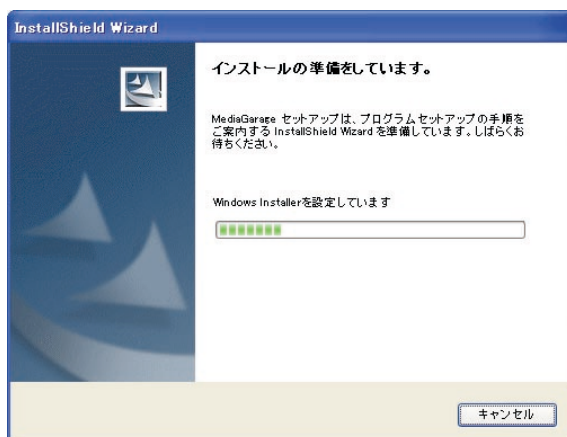 InstallShield Wizard
インストールの準備をしています。
MediaGarage セットアップは、プログラムセットアップの手順を
ご案内する InstallShield Wizard を準備しています。しばらくお
待ちください。
Windows Installerを設定しています
キャンセル